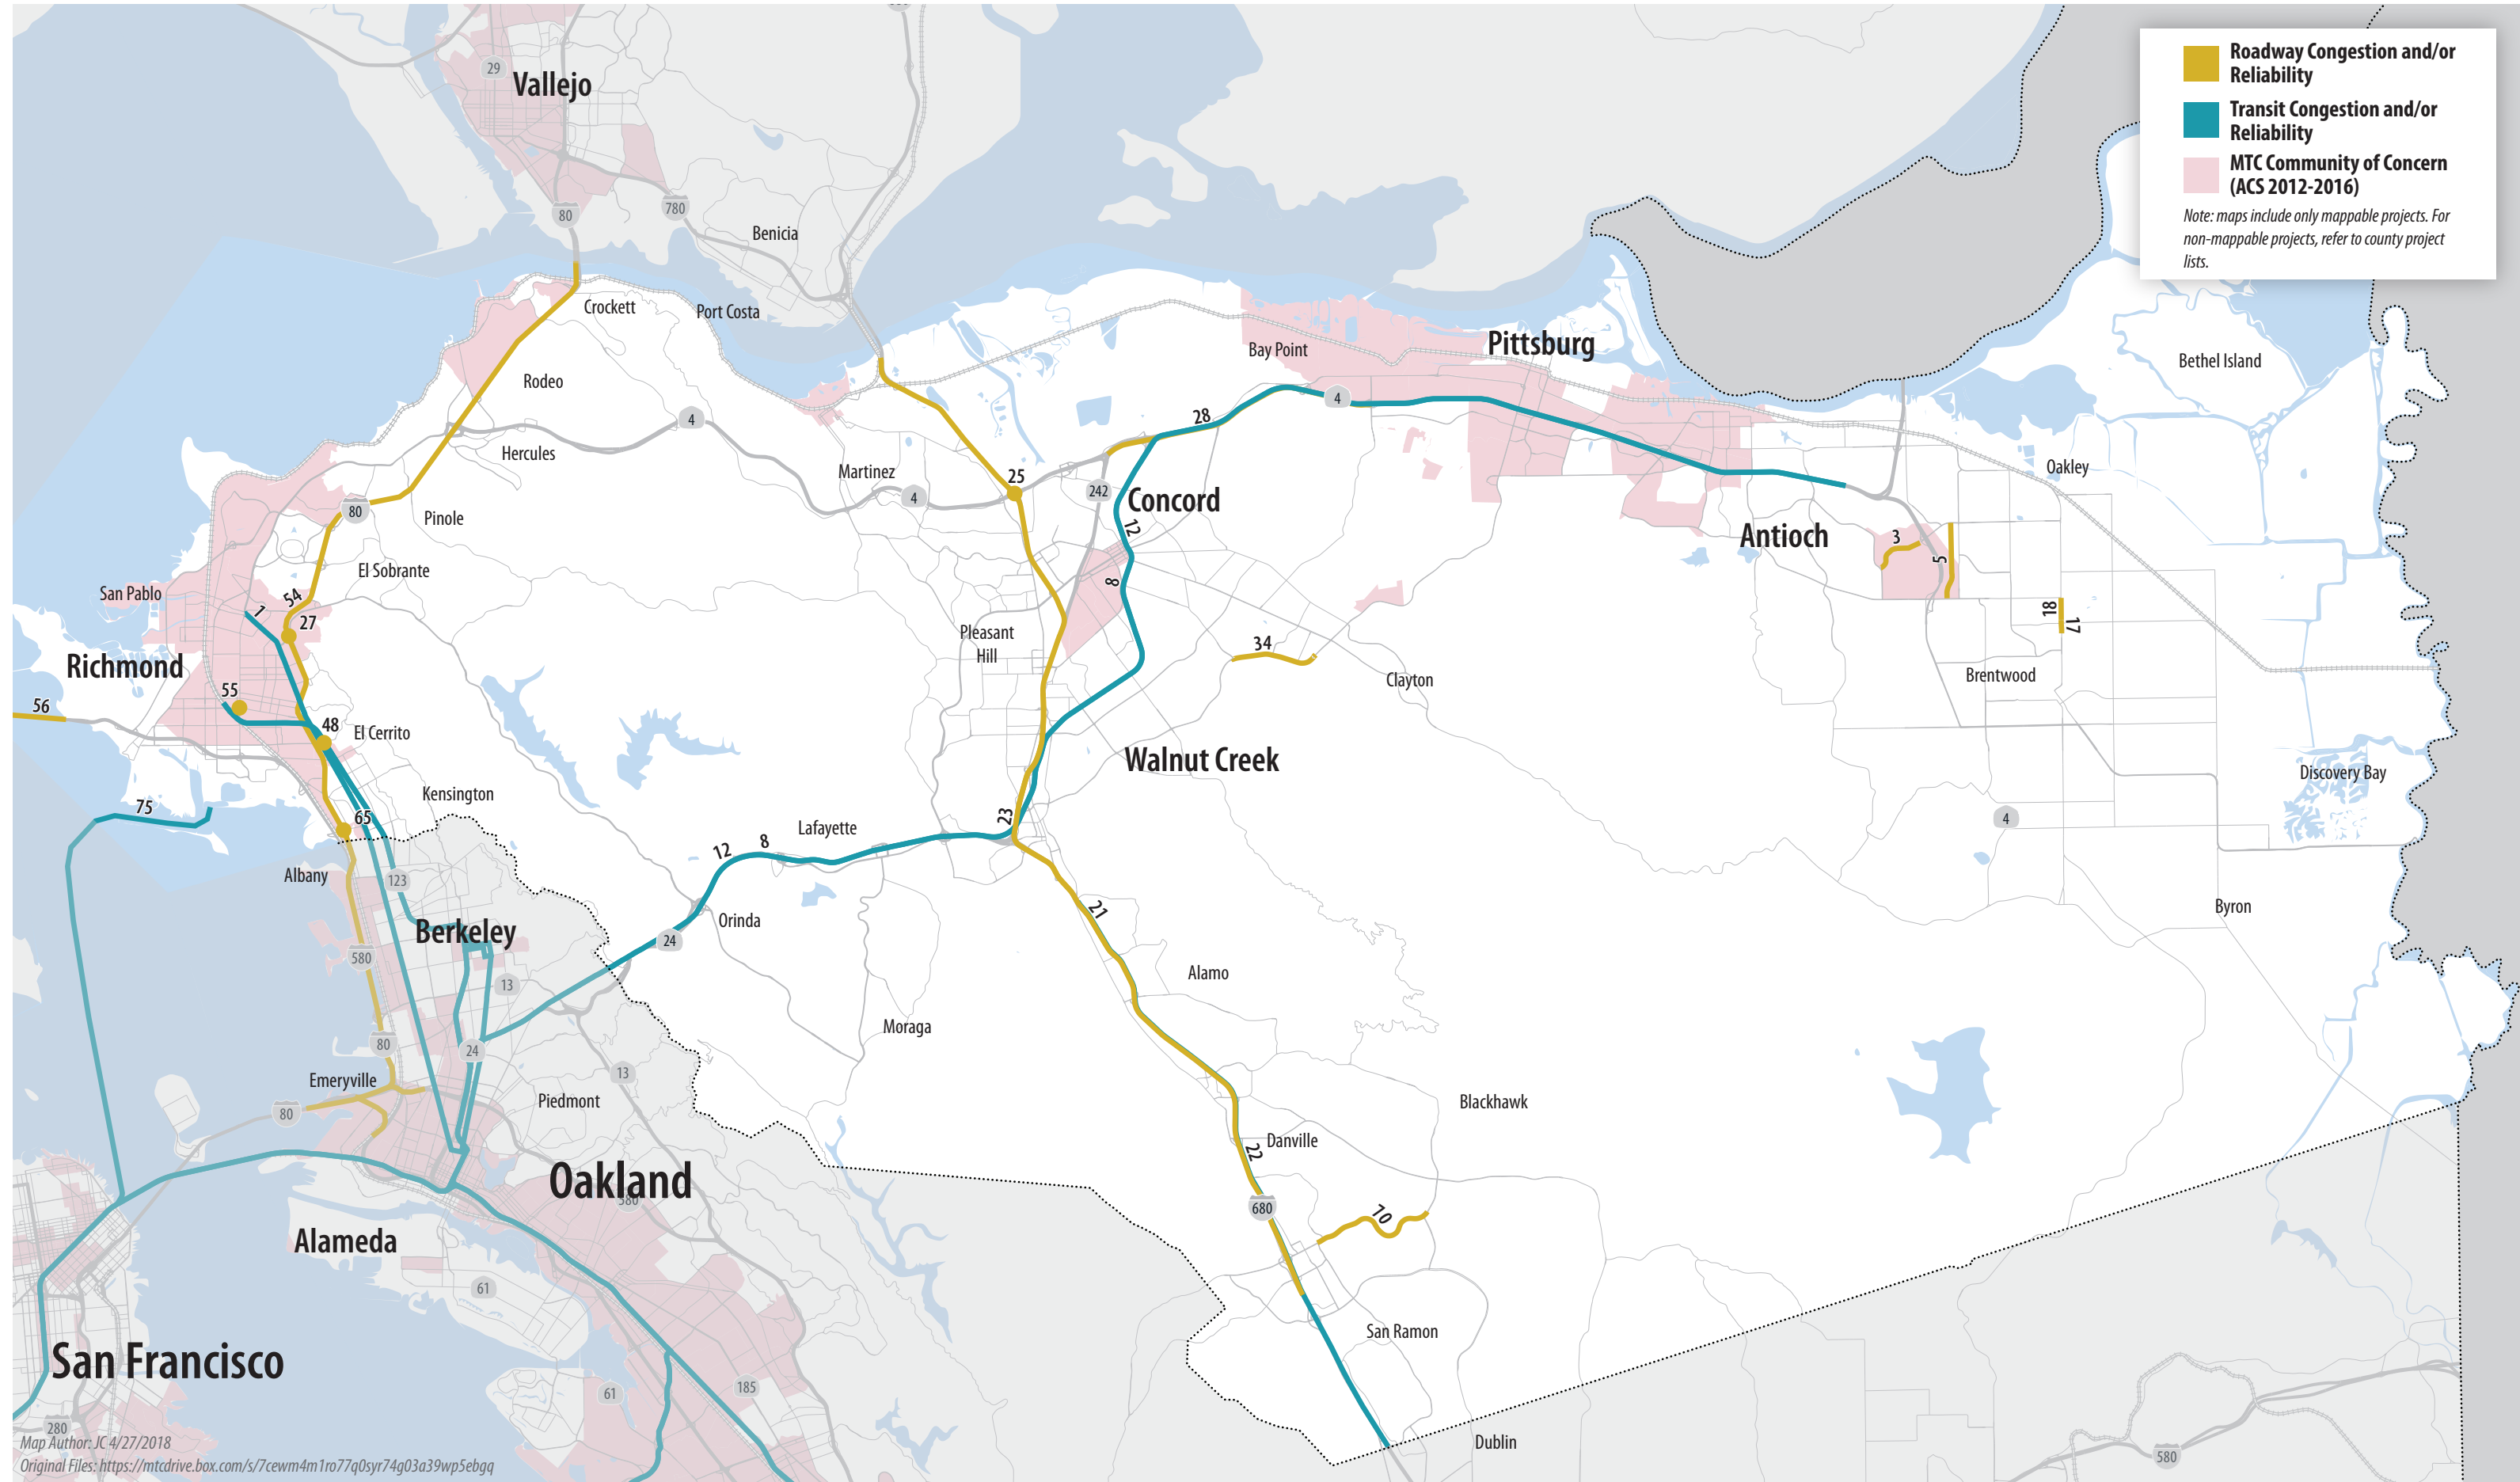 Roadway Congestion and/or
Reliability
Transit Congestion and/or
Reliability
MTC Community of Concern
(ACS 2012-2016)
Note: maps include only mappable projects. For
non-mappable projects, refer to county project
lists.
29
Vallejo
80
780
Benicia
Crockett
Port Costa
Rodeo
4
Hercules
Bay Point
Pittsburg
Bethel Island
28
4
Martinez
4
25
242
Concord
12
Oakley
80
Pinole
Antioch
3
5
El Sobrante
San Pablo
1
54
27
8
18
17
Pleasant
Hill
34
Clayton
Brentwood
Richmond
55
56
48
El Cerrito
Walnut Creek
Discovery Bay
75
Kensington
65
23
Lafayette
12
8
4
Albany
123
Orinda
24
21
Byron
Berkeley
580
13
Alamo
Moraga
80
24
13
Emeryville
80
Piedmont
Blackhawk
Danville
22
Oakland
580
680
70
Alameda
61
San Ramon
San Francisco
61
185
280
Dublin
580
Map Author: JC 4/27/2018
Original Files: https://mtcdrive.box.com/s/7cewm4m1ro77q0syr74g03a39wp5ebgq